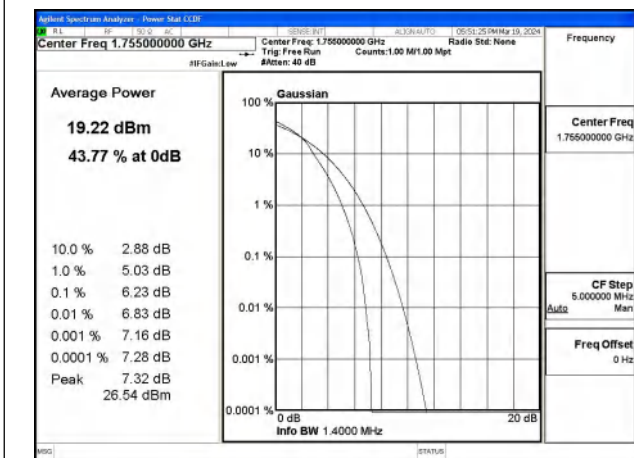 Agilent Spectrum Analyzer - Power Stat CCDF
RL RF 50 Ω AC SENSE:INT ALIGN AUTO 05:51:25 PM Mar 19, 2024
Center Freq 1.755000000 GHz
Center Freq: 1.755000000 GHz Radio Std: None
Trig: Free Run Counts:1.00 M/1.00 Mpt
#IFGain:Low #Atten: 40 dB
Frequency
Average Power
19.22 dBm
43.77 % at 0dB
10.0 % 2.88 dB
1.0 % 5.03 dB
0.1 % 6.23 dB
0.01 % 6.83 dB
0.001 % 7.16 dB
0.0001 % 7.28 dB
Peak 7.32 dB
26.54 dBm
Gaussian
100 %
10 %
1 %
0.1 %
0.01 %
0.001 %
0.0001 %
0 dB 20 dB
Info BW 1.4000 MHz
Center Freq
1.755000000 GHz
CF Step
5.000000 MHz
Auto Man
Freq Offset
0 Hz
MSG STATUS